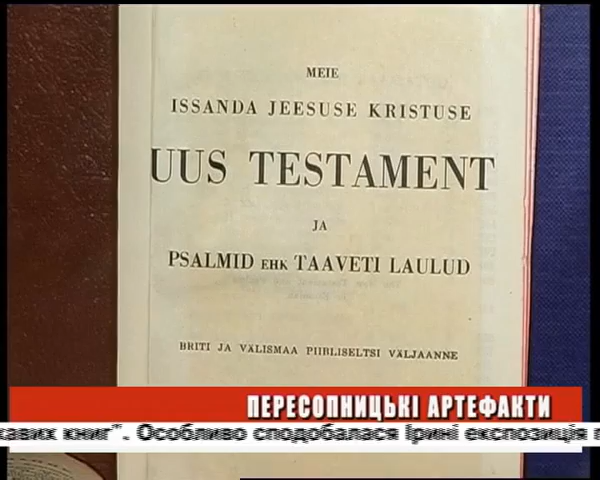 MEIE
ISSANDA JEESUSE KRISTUSE
UUS TESTAMENT
JA
PSALMID EHK TAAVETI LAULUD
BRITI JA VÄLISMAA PIIBLISELTSI VÄLJAANNE
ПЕРЕСОПНИЦЬКІ АРТЕФАКТИ
книг". Особливо сподобалася Ірині експозиція